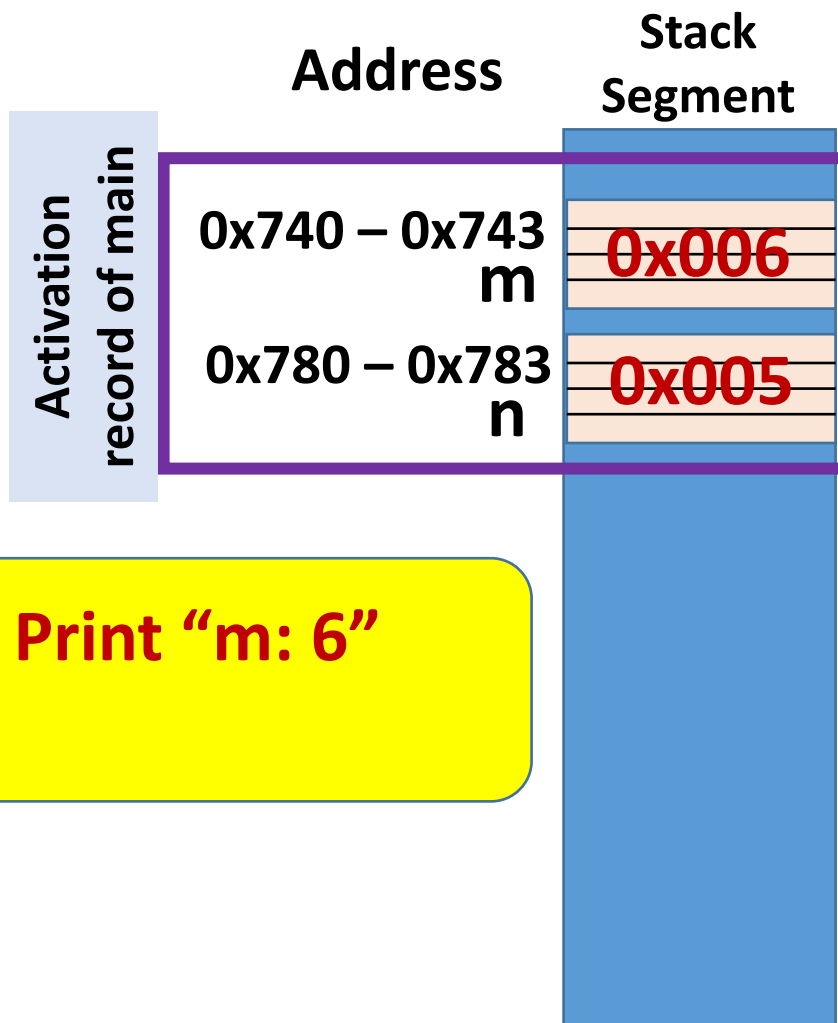 Address
Stack
Segment
Activation
record of main
0x740 – 0x743
m
0x006
0x780 – 0x783
n
0x005
Print “m: 6”